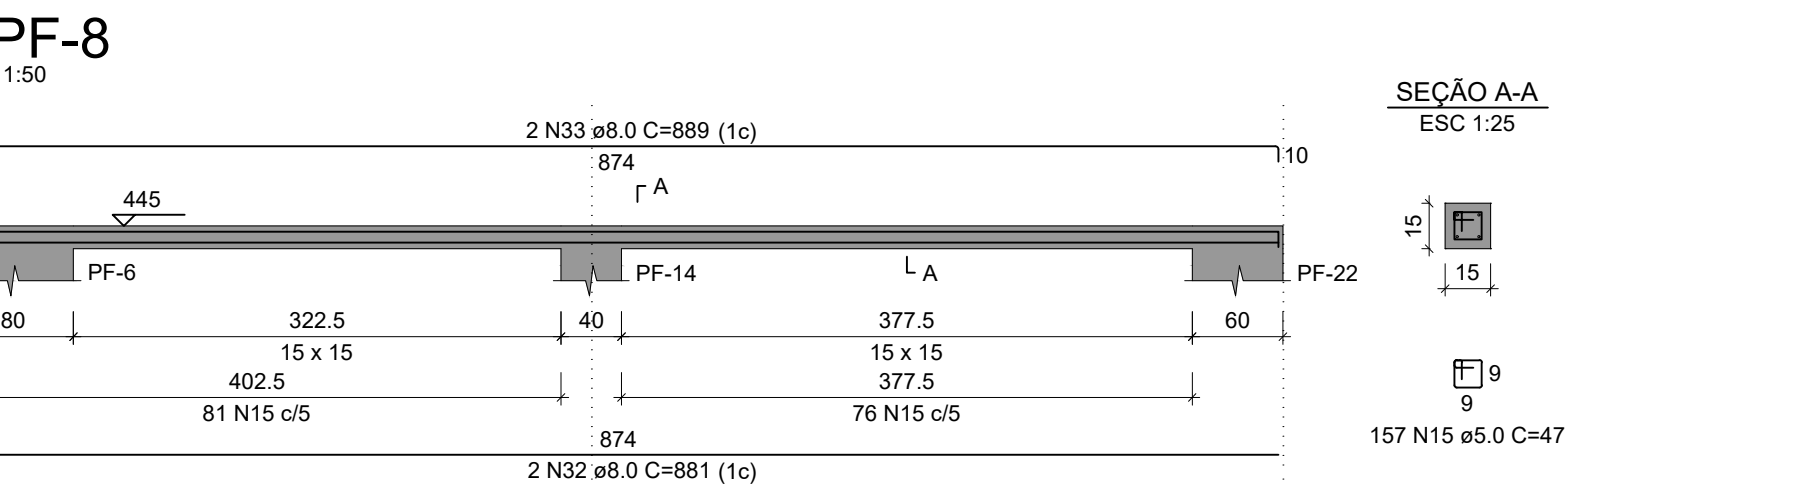 PF-8
1:50
SEÇÃO A-A
ESC 1:25
2 N33 ø8.0 C=889 (1c)
874
10
A
445
15
PF-6
PF-14
A
PF-22
15
80
322.5
40
377.5
60
15 x 15
15 x 15
402.5
377.5
9
9
81 N15 c/5
76 N15 c/5
157 N15 ø5.0 C=47
874
2 N32 ø8.0 C=881 (1c)